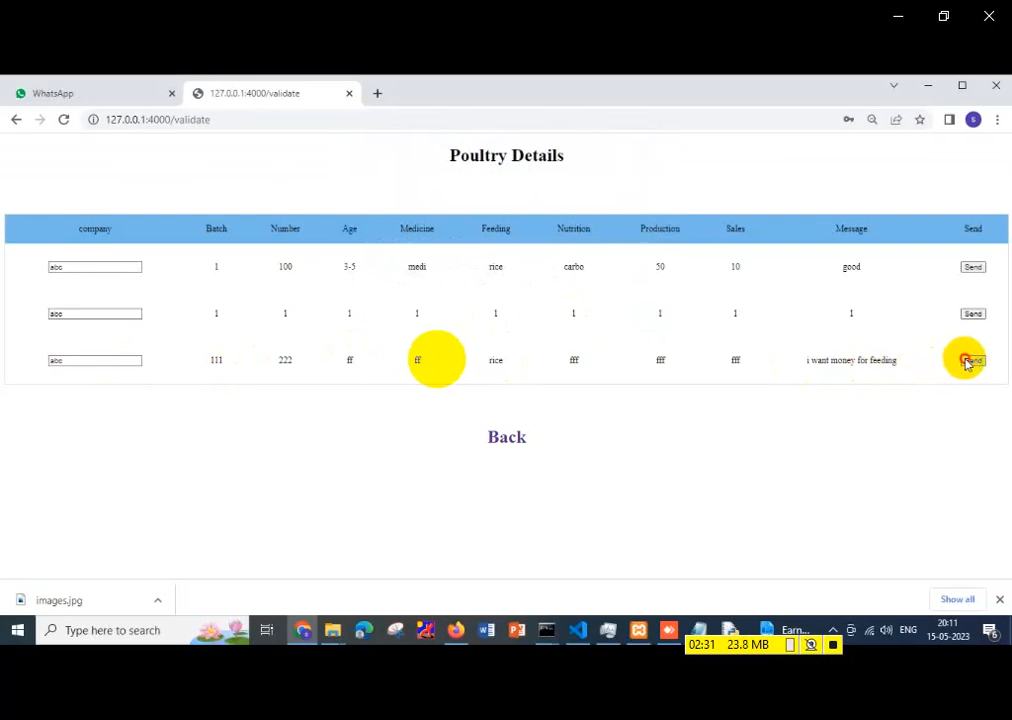 WhatsApp
127.0.0.1:4000/validate
127.0.0.1:4000/validate
S
Poultry Details
company Batch Number Age Medicine Feeding Nutrition Production Sales Message Send
abc 1 100 3-5 medi rice carbo 50 10 good Send
abc 1 1 1 1 1 1 1 1 1 Send
abc 111 222 ff ff rice fff fff fff i want money for feeding
Back
images.jpg
Show all
Type here to search
Earn...
ENG
20:11
15-05-2023
6
02:31 23.8 MB